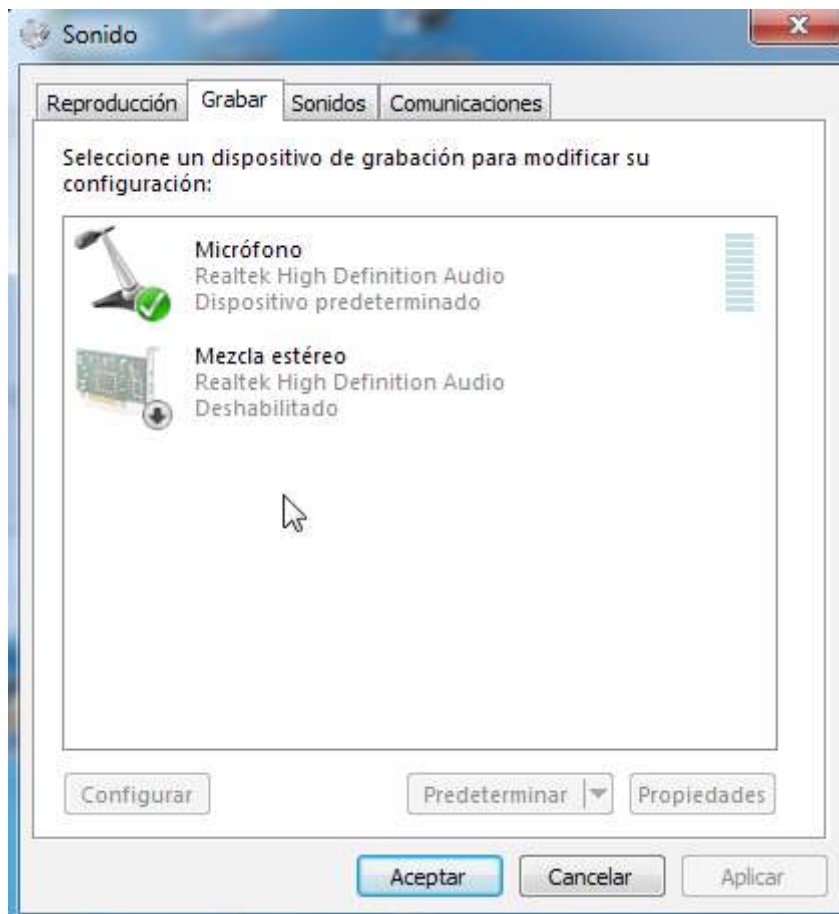 Sonido
Reproducción Grabar Sonidos Comunicaciones
Seleccione un dispositivo de grabación para modificar su
configuración:
Micrófono
Realtek High Definition Audio
Dispositivo predeterminado
Mezcla estéreo
Realtek High Definition Audio
Deshabilitado
Configurar Predeterminar Propiedades
Aceptar Cancelar Aplicar